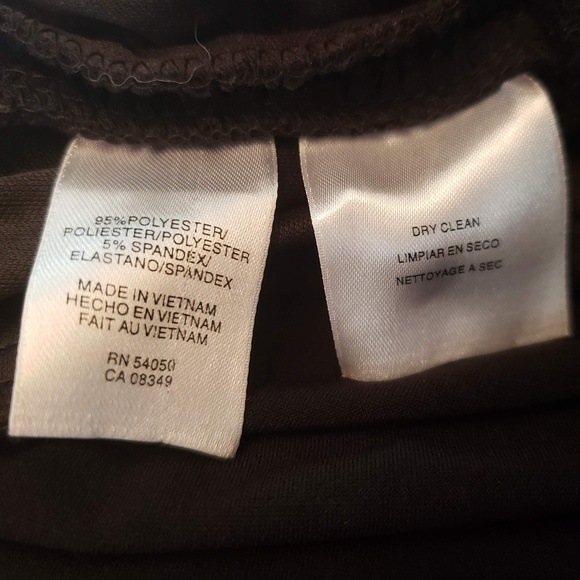 95% POLYESTER/
POLIESTER/POLYESTER
5% SPANDEX/
ELASTANO/SPANDEX
MADE IN VIETNAM
HECHO EN VIETNAM
FAIT AU VIETNAM
RN 54050
CA 08349
DRY CLEAN
LIMPIAR EN SECO
NETTOYAGE A SEC